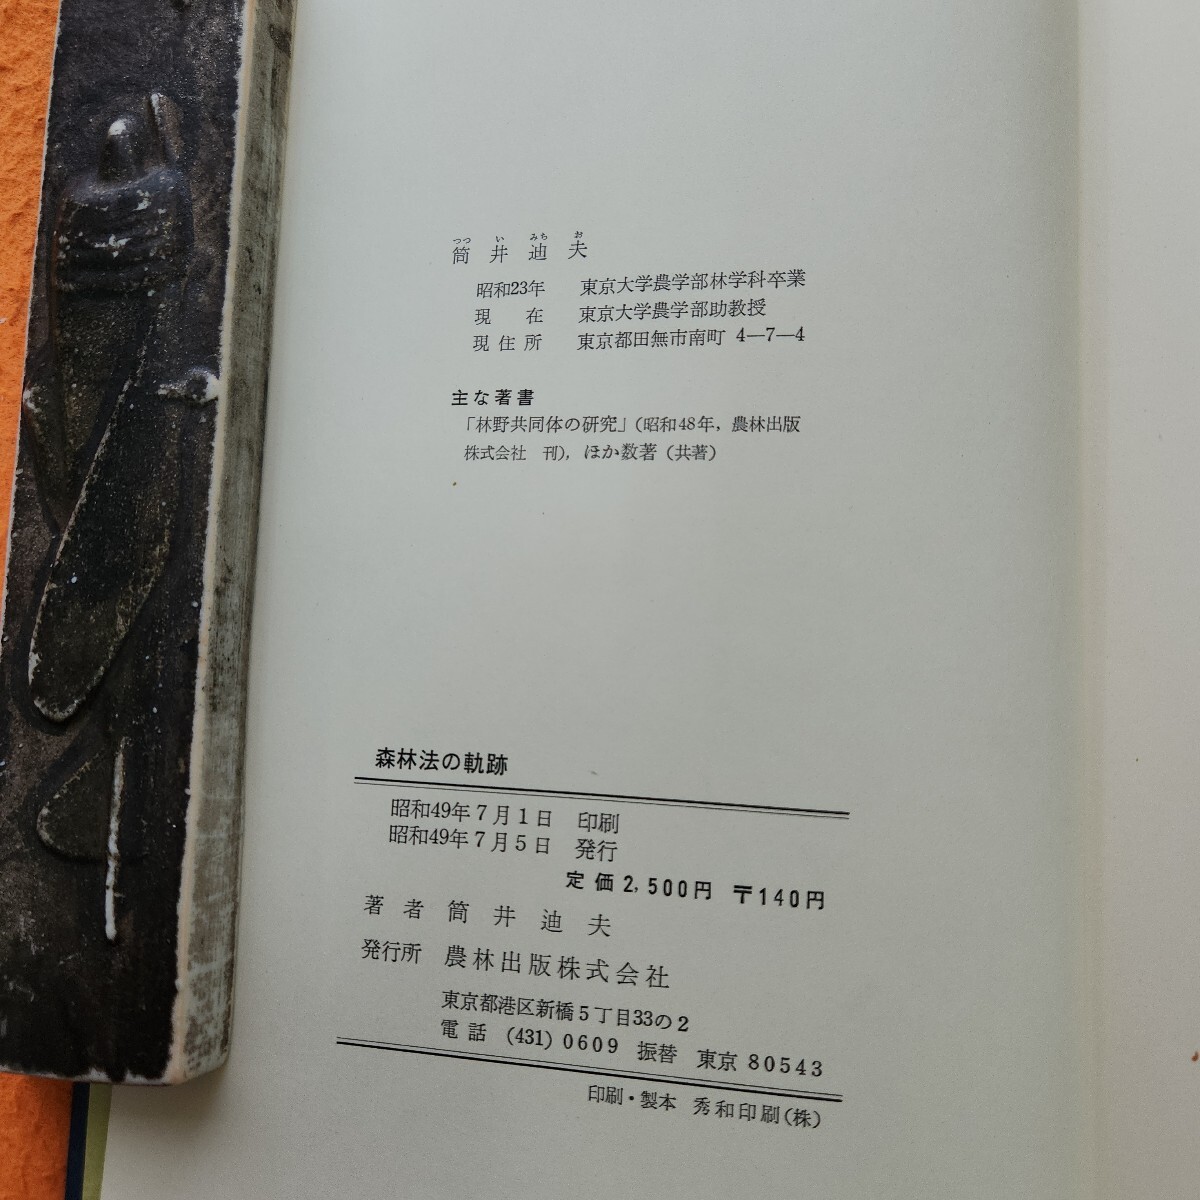 つつ い みち お
筒井迪夫
昭和23年 東京大学農学部林学科卒業
現在 東京大学農学部助教授
現住所 東京都田無市南町 4—7—4
主な著書
「林野共同体の研究」(昭和48年,農林出版
株式会社 刊),ほか数著(共著)
森林法の軌跡
昭和49年7月1日 印刷
昭和49年7月5日 発行
定価2,500円 〒140円
著者 筒井迪夫
発行所 農林出版株式会社
東京都港区新橋5丁目33の2
電話 (431) 0609 振替 東京 80543
印刷・製本 秀和印刷(株)